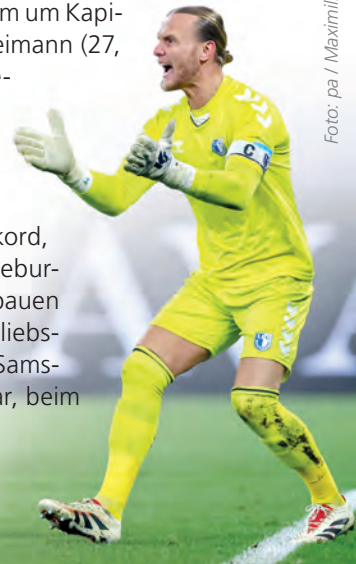 m um Kapi-
eimann (27,
e-
kord,
ebur-
bauen
liebs-
Sams-
ar, beim
Foto: pa / Maximil
C